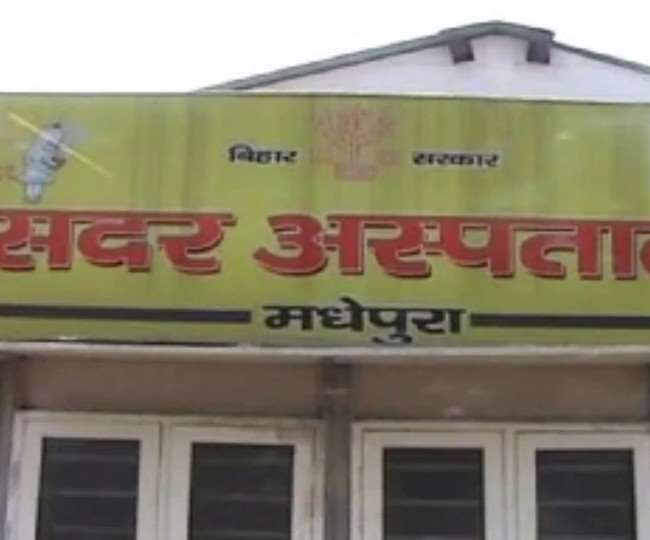 बिहार सरकार
सदर अस्पताल
मधेपुरा